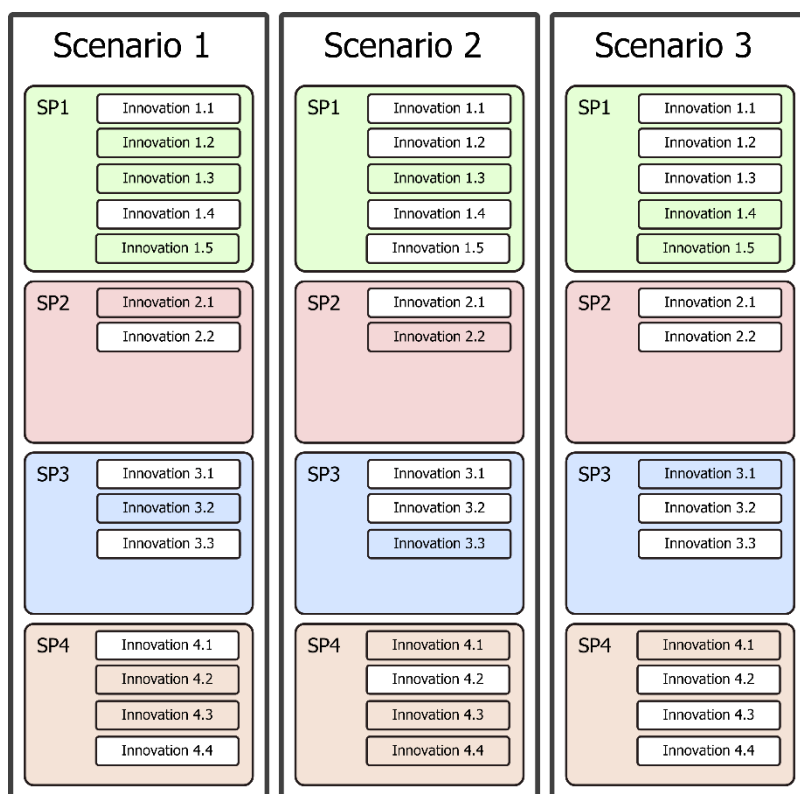 Scenario 1
SP1
Innovation 1.1
Innovation 1.2
Innovation 1.3
Innovation 1.4
Innovation 1.5
SP2
Innovation 2.1
Innovation 2.2
SP3
Innovation 3.1
Innovation 3.2
Innovation 3.3
SP4
Innovation 4.1
Innovation 4.2
Innovation 4.3
Innovation 4.4
Scenario 2
SP1
Innovation 1.1
Innovation 1.2
Innovation 1.3
Innovation 1.4
Innovation 1.5
SP2
Innovation 2.1
Innovation 2.2
SP3
Innovation 3.1
Innovation 3.2
Innovation 3.3
SP4
Innovation 4.1
Innovation 4.2
Innovation 4.3
Innovation 4.4
Scenario 3
SP1
Innovation 1.1
Innovation 1.2
Innovation 1.3
Innovation 1.4
Innovation 1.5
SP2
Innovation 2.1
Innovation 2.2
SP3
Innovation 3.1
Innovation 3.2
Innovation 3.3
SP4
Innovation 4.1
Innovation 4.2
Innovation 4.3
Innovation 4.4